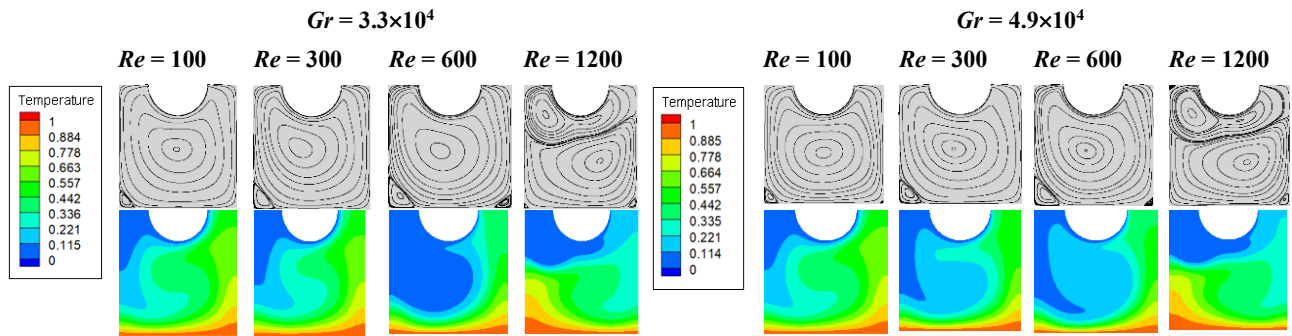 Gr = 3.3×10⁴
Gr = 4.9×10⁴
Re = 100
Re = 300
Re = 600
Re = 1200
Re = 100
Re = 300
Re = 600
Re = 1200
Temperature
1
0.884
0.778
0.663
0.557
0.442
0.336
0.221
0.115
0
Temperature
1
0.885
0.778
0.664
0.557
0.442
0.335
0.221
0.114
0